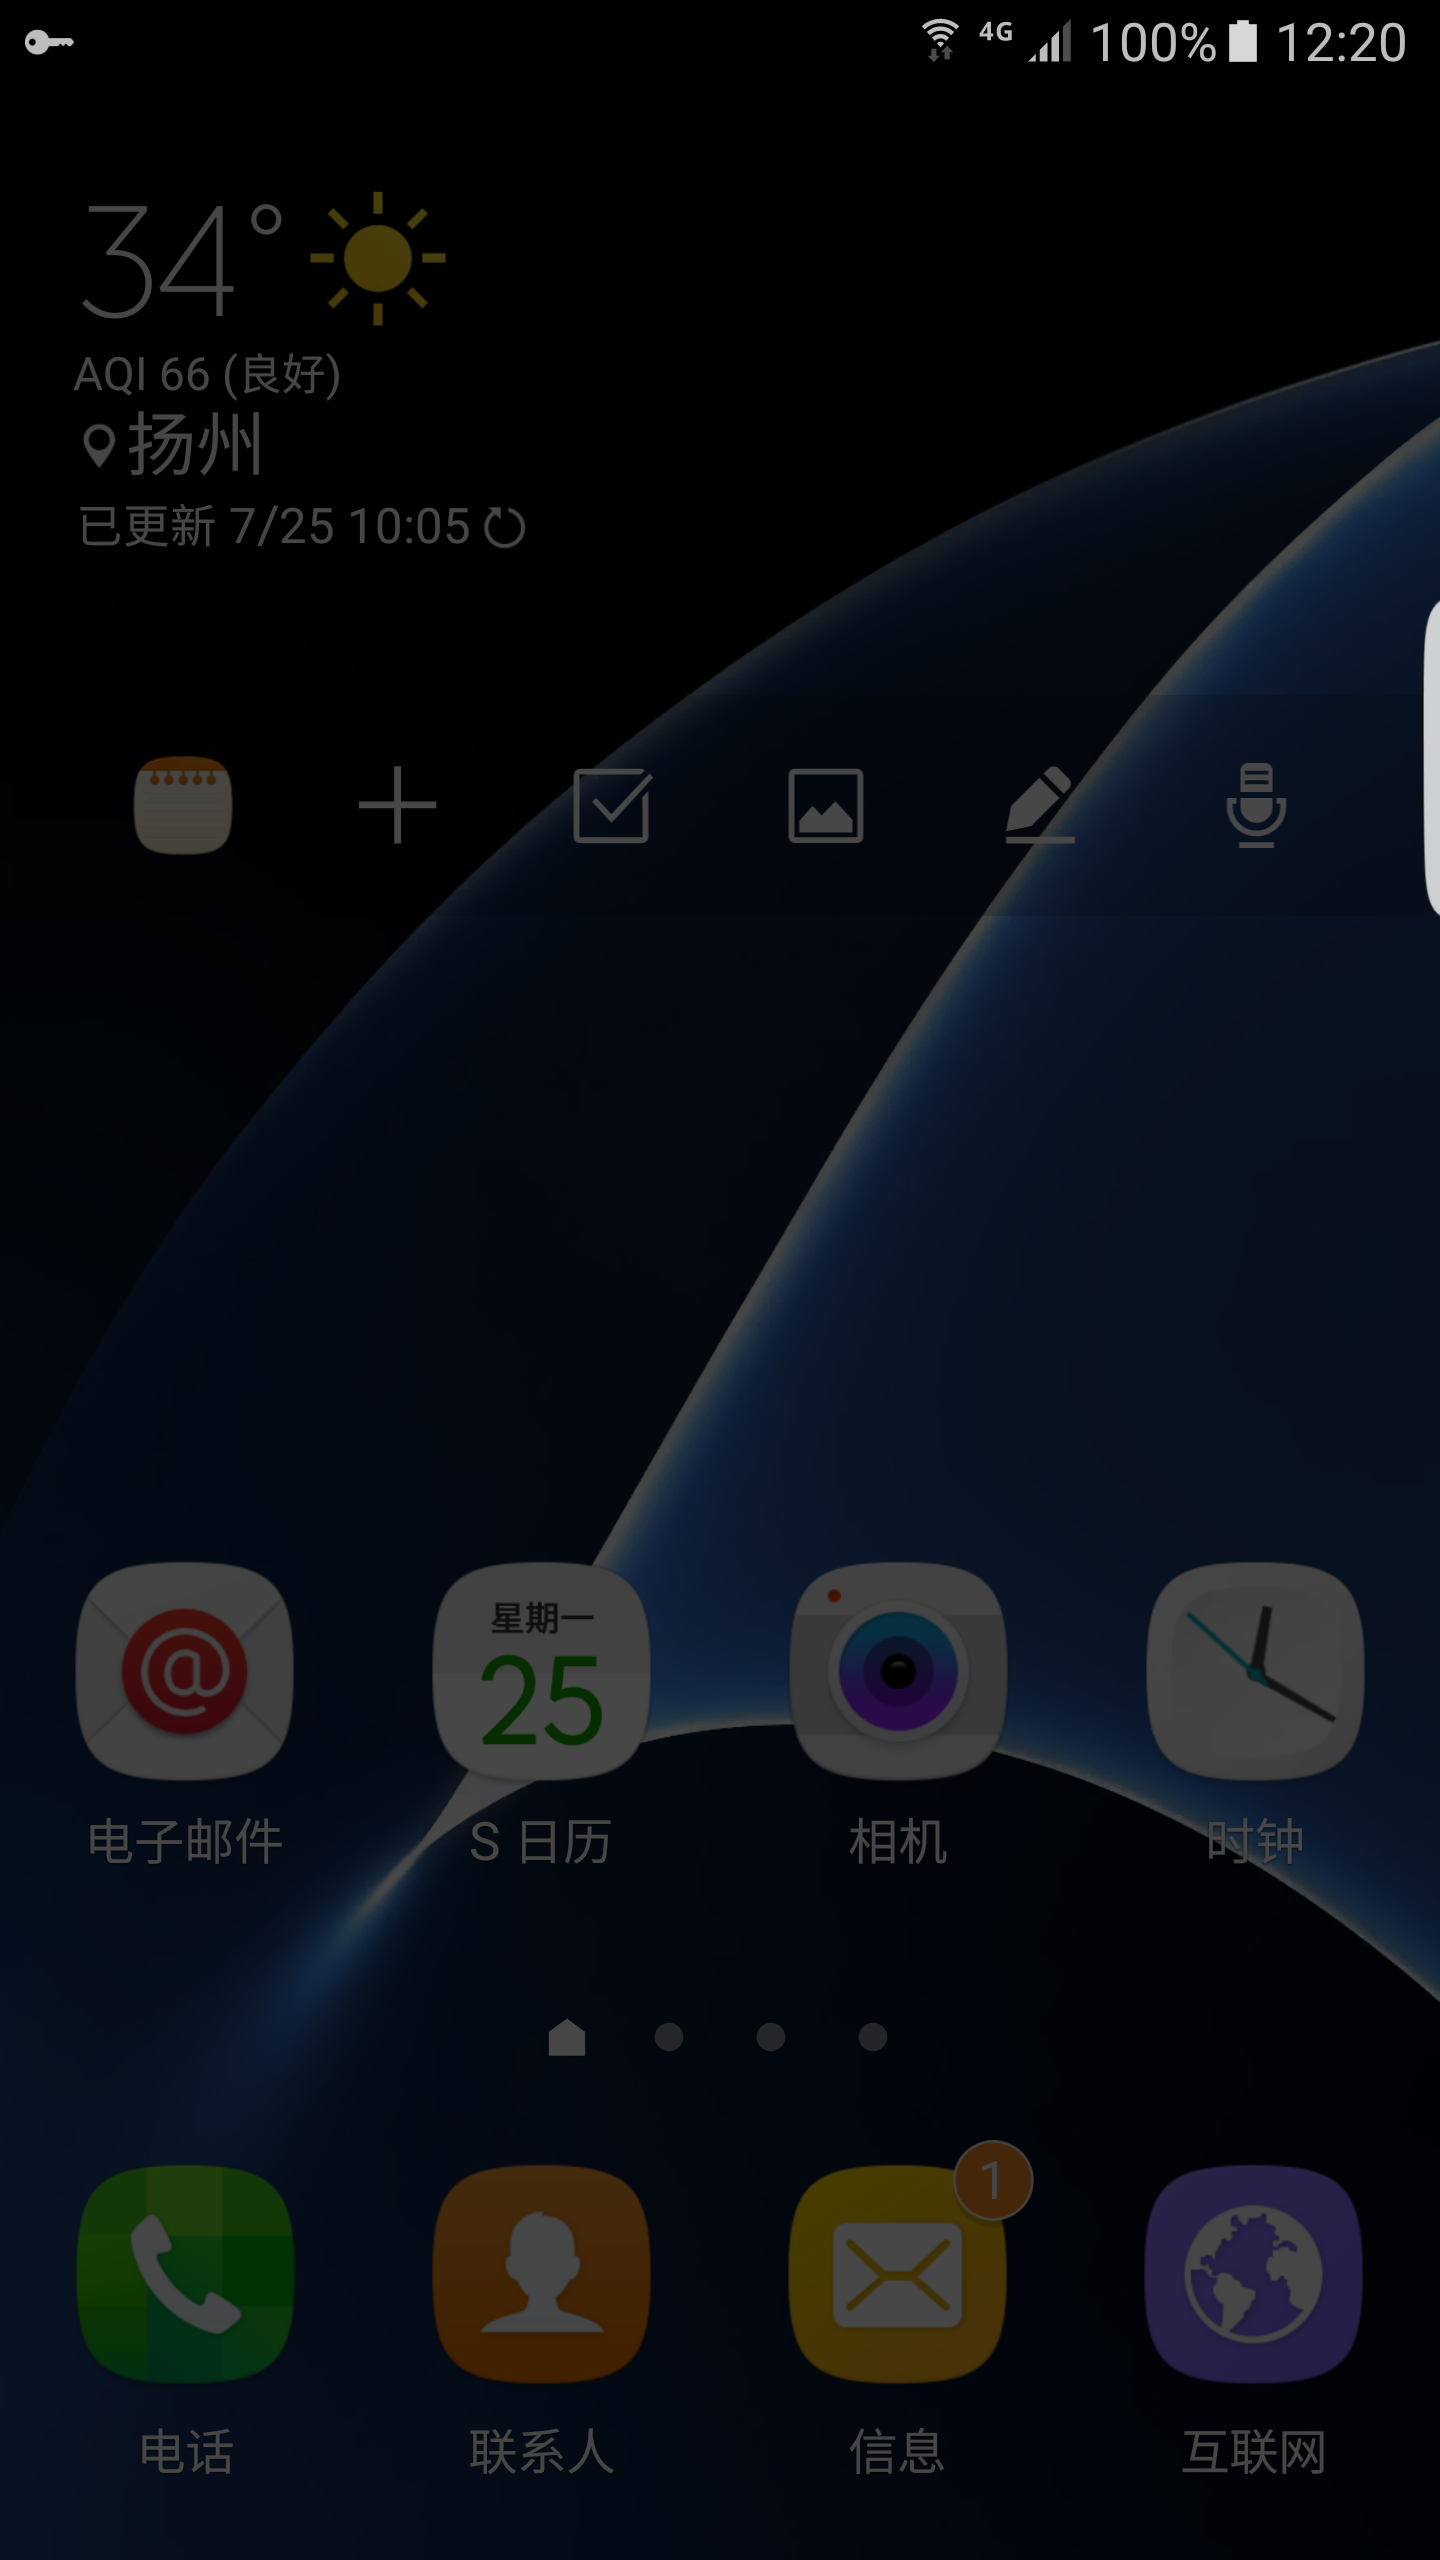 4G 100% 12:20
34°
AQI 66 (良好)
扬州
已更新 7/25 10:05
星期一
25
电子邮件 S 日历 相机 时钟
1
电话 联系人 信息 互联网